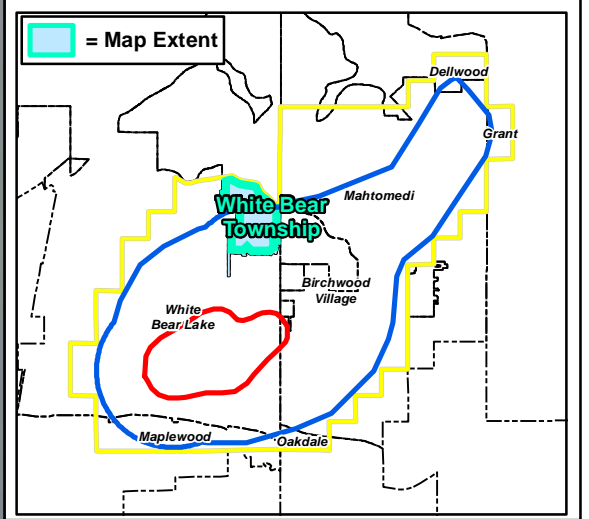 = Map Extent
Dellwood
Grant
Mahtomedi
White Bear
Township
Birchwood
Village
White
Bear Lake
Maplewood
Oakdale